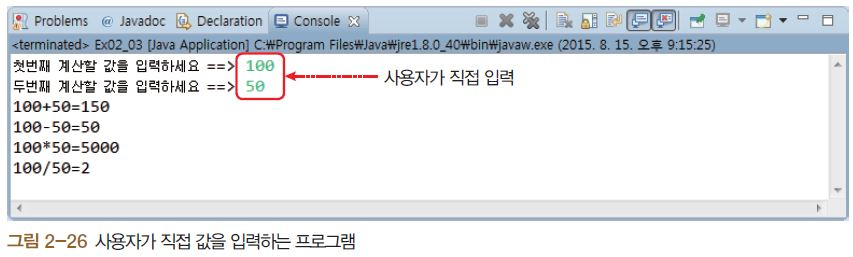 Problems @ Javadoc Declaration Console
<terminated> Ex02_03 [Java Application] C:₩Program Files₩Java₩jre1.8.0_40₩bin₩javaw.exe (2015. 8. 15. 오후 9:15:25)
첫번째 계산할 값을 입력하세요 ==> 100
두번째 계산할 값을 입력하세요 ==> 50
사용자가 직접 입력
100+50=150
100-50=50
100*50=5000
100/50=2
그림 2-26 사용자가 직접 값을 입력하는 프로그램